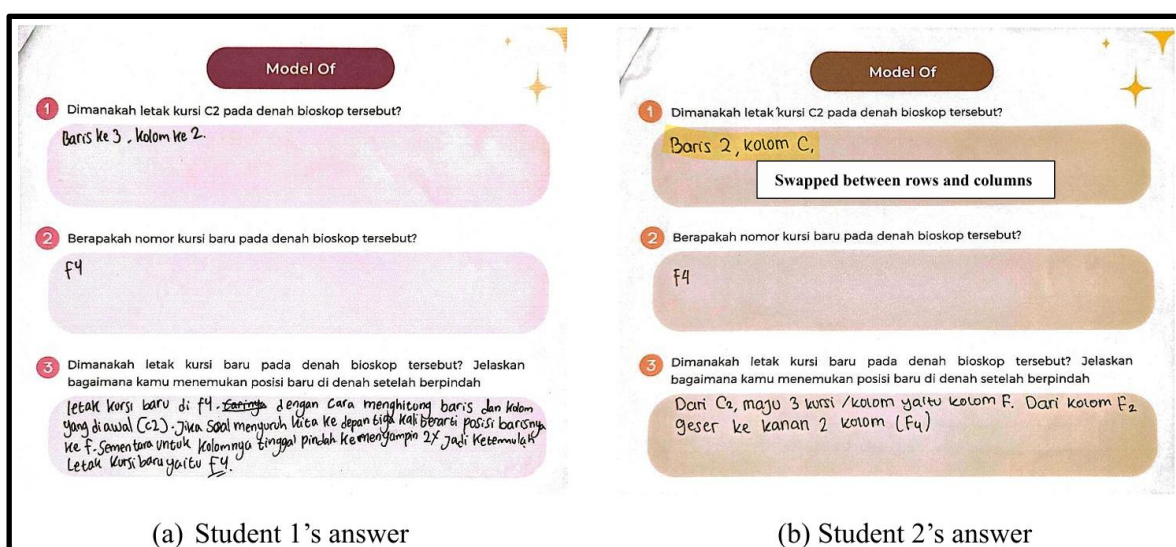 Model Of
1 Dimanakah letak kursi C2 pada denah bioskop tersebut?
Baris ke 3, kolom ke 2.
2 Berapakah nomor kursi baru pada denah bioskop tersebut?
F4
3 Dimanakah letak kursi baru pada denah bioskop tersebut? Jelaskan
bagaimana kamu menemukan posisi baru di denah setelah berpindah
letak kursi baru di F4. dengan cara menghitung baris dan kolom
yang di awal (C2). Jika Soal menyuruh kita ke depan tiga kali berarti posisi barisnya
ke F. Sementara untuk kolomnya tinggal pindah ke menyampin 2x jadi ketemulah
Letak kursi baru yaitu F4.
(a) Student 1's answer
Model Of
1 Dimanakah letak kursi C2 pada denah bioskop tersebut?
Baris 2, kolom C,
Swapped between rows and columns
2 Berapakah nomor kursi baru pada denah bioskop tersebut?
F4
3 Dimanakah letak kursi baru pada denah bioskop tersebut? Jelaskan
bagaimana kamu menemukan posisi baru di denah setelah berpindah
Dari C2, maju 3 kursi /kolom yaitu kolom F. Dari kolom F2
geser ke kanan 2 kolom (F4)
(b) Student 2's answer